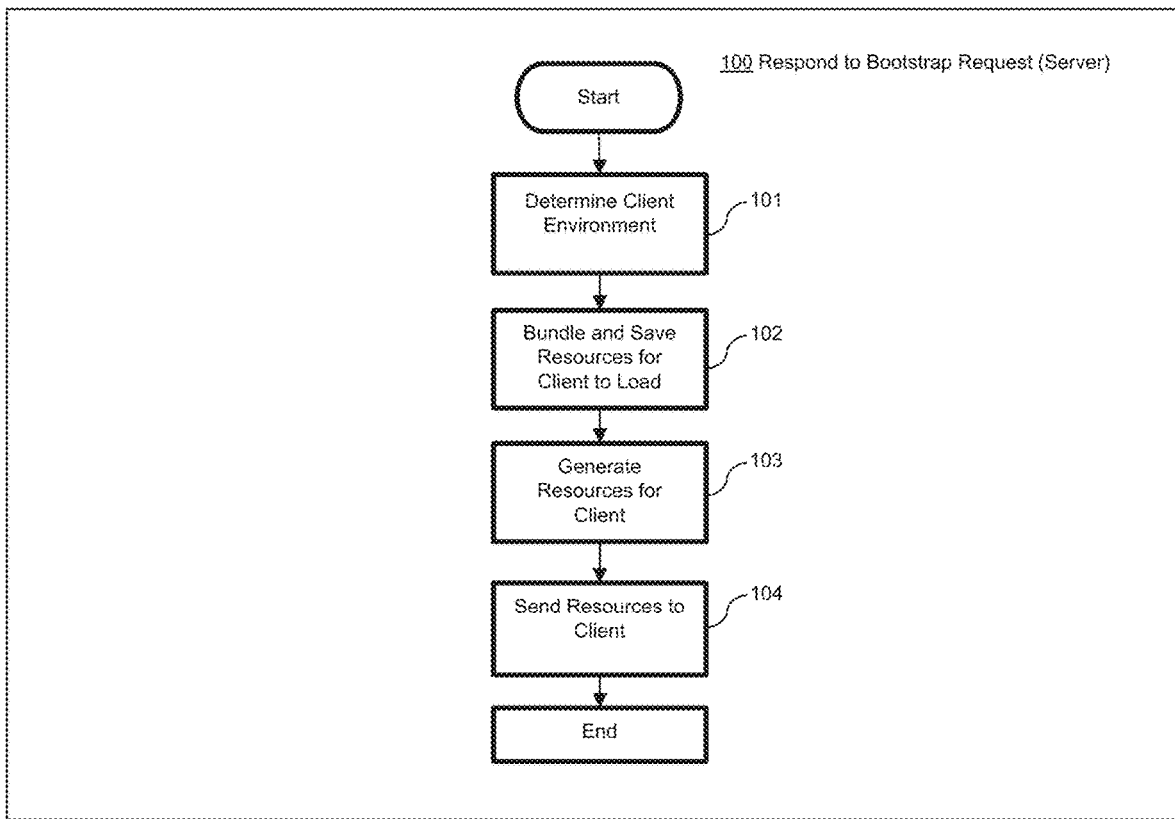 100 Respond to Bootstrap Request (Server)
Start
Determine Client
Environment
101
Bundle and Save
Resources for
Client to Load
102
Generate
Resources for
Client
103
Send Resources to
Client
104
End